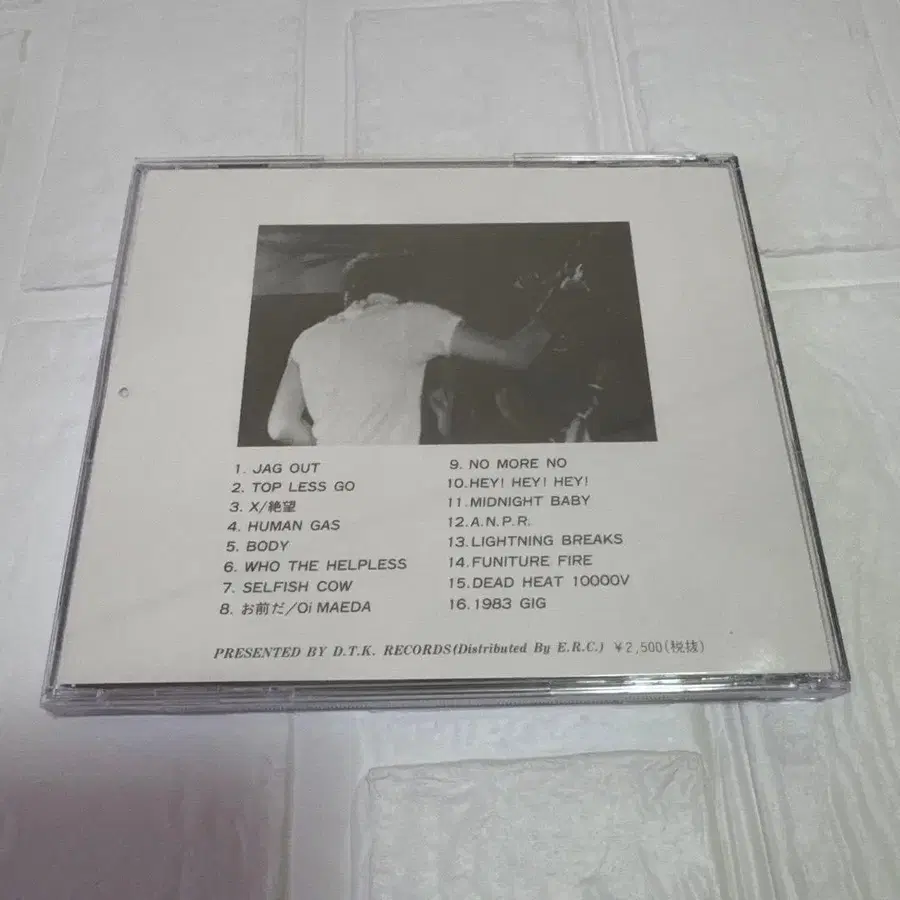 1. JAG OUT
2. TOP LESS GO
3. X/絶望
4. HUMAN GAS
5. BODY
6. WHO THE HELPLESS
7. SELFISH COW
8. お前だ/Oi MAEDA
9. NO MORE NO
10. HEY! HEY! HEY!
11. MIDNIGHT BABY
12. A.N.P.R.
13. LIGHTNING BREAKS
14. FUNITURE FIRE
15. DEAD HEAT 10000V
16. 1983 GIG
PRESENTED BY D.T.K. RECORDS(Distributed By E.R.C.) ¥2,500(税抜)